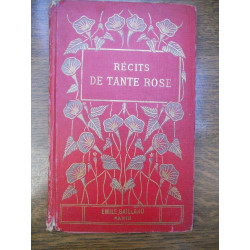 RÉCITS
DE TANTE ROSE
EMILE GAILLARD
PARIS